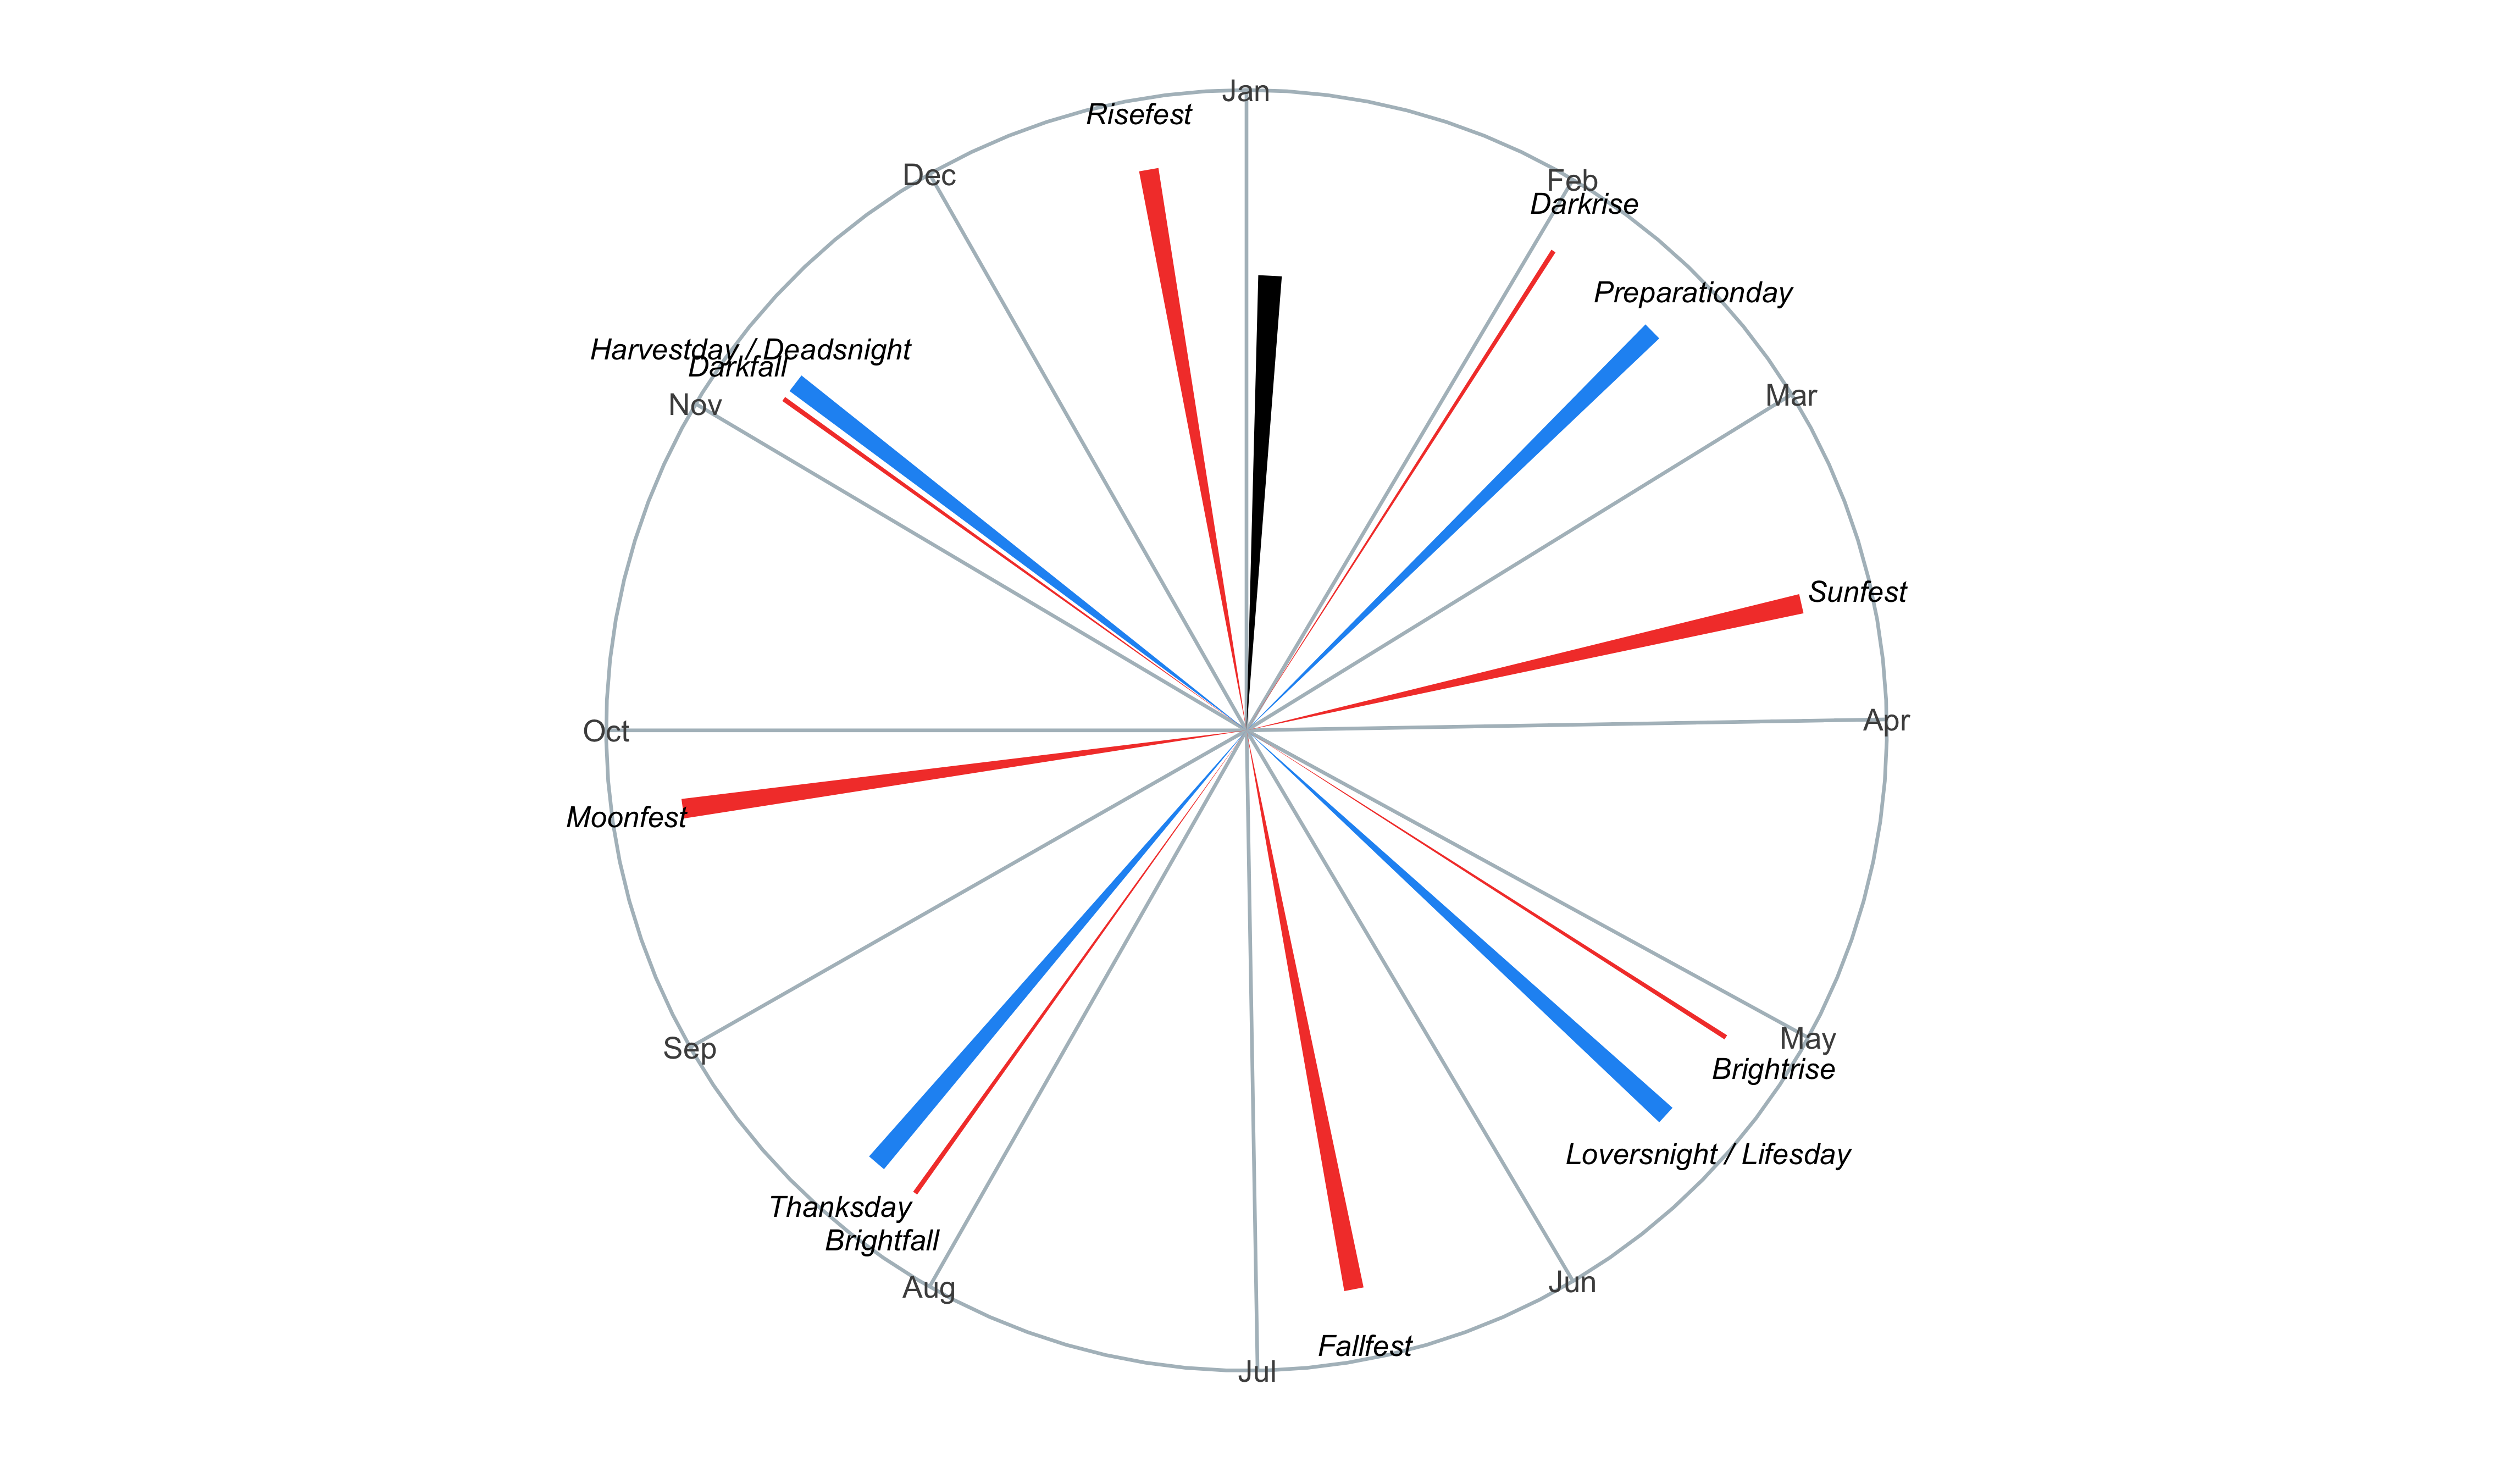 Jan
Risefest
Dec
Feb
Darkrise
Preparationday
Harvestday / Deadsnight
Darkfall
Nov
Mar
Sunfest
Oct
Apr
Moonfest
May
Sep
Brightrise
Loversnight / Lifesday
Thanksday
Brightfall
Aug
Jun
Fallfest
Jul